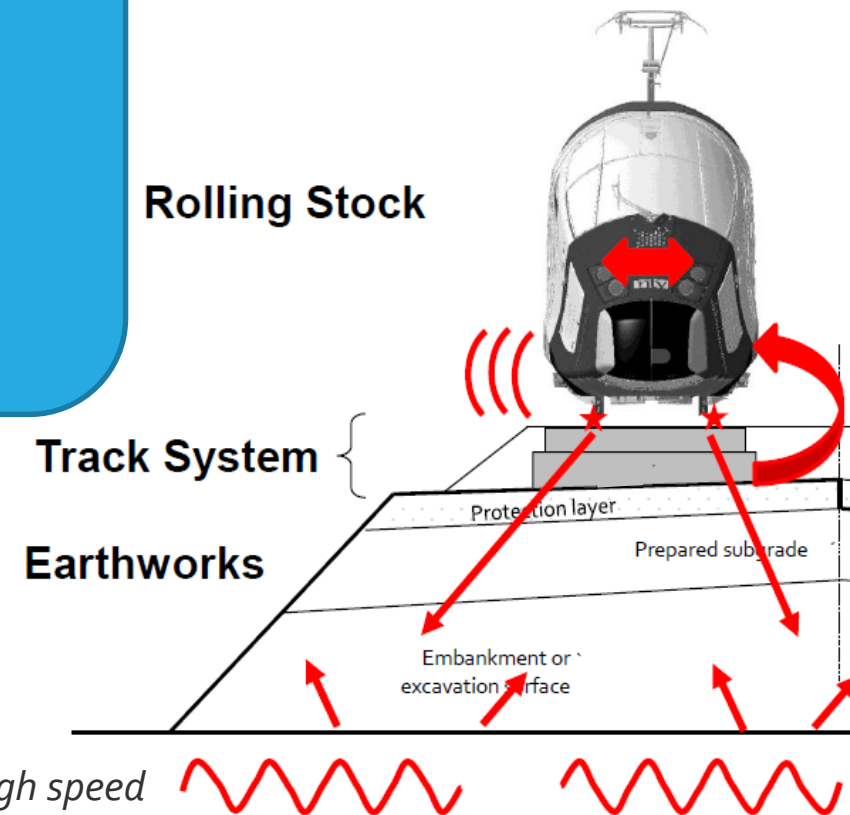 Rolling Stock
Track System
Protection layer
Prepared subgrade
Earthworks
Embankment or
excavation surface
gh speed